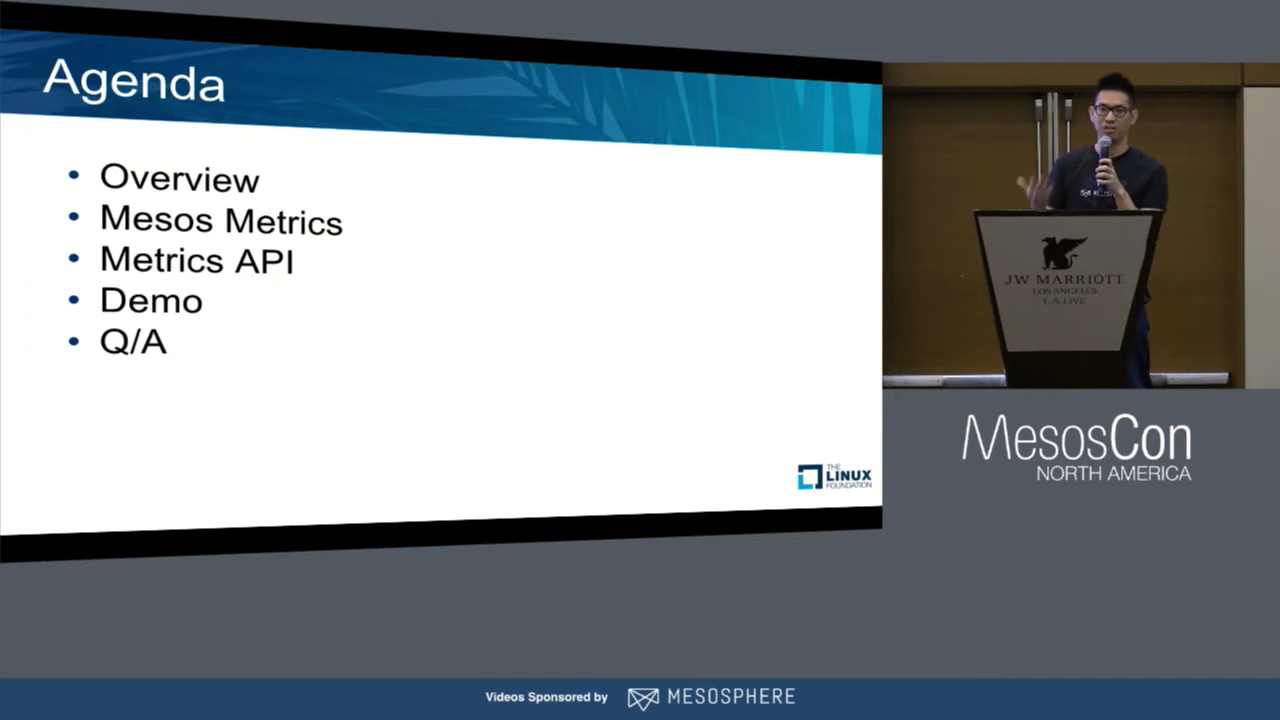 Agenda
• Overview
• Mesos Metrics
• Metrics API
• Demo
• Q/A
THE
LINUX
FOUNDATION
JW MARRIOTT
LOS ANGELES
L.A. LIVE
MesosCon
NORTH AMERICA
Videos Sponsored by
MESOSPHERE